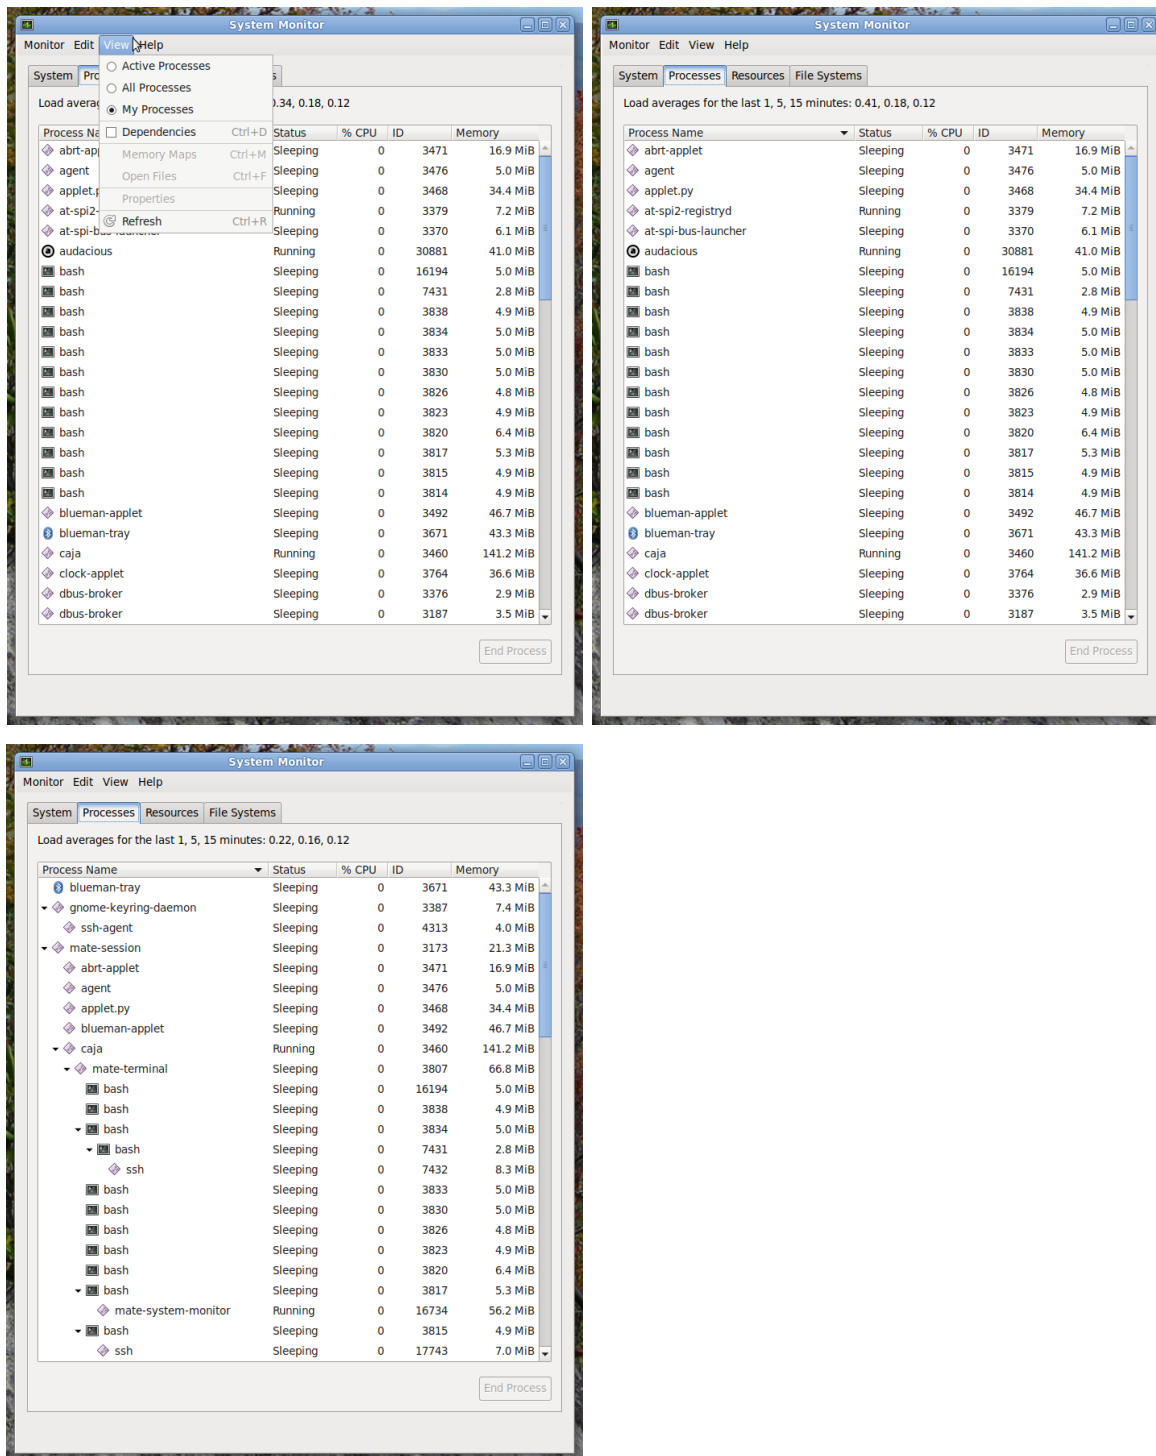 System Monitor
Monitor Edit View Help
Active Processes
All Processes
My Processes
Dependencies Ctrl+D
Memory Maps Ctrl+M
Open Files Ctrl+F
Properties
Refresh Ctrl+R
System Pro s
Load averag 0.34, 0.18, 0.12
Process Na Status % CPU ID Memory
abrt-ap Sleeping 0 3471 16.9 MiB
agent Sleeping 0 3476 5.0 MiB
applet.p Sleeping 0 3468 34.4 MiB
at-spi2- Running 0 3379 7.2 MiB
at-spi-bus-launcher Sleeping 0 3370 6.1 MiB
audacious Running 0 30881 41.0 MiB
bash Sleeping 0 16194 5.0 MiB
bash Sleeping 0 7431 2.8 MiB
bash Sleeping 0 3838 4.9 MiB
bash Sleeping 0 3834 5.0 MiB
bash Sleeping 0 3833 5.0 MiB
bash Sleeping 0 3830 5.0 MiB
bash Sleeping 0 3826 4.8 MiB
bash Sleeping 0 3823 4.9 MiB
bash Sleeping 0 3820 6.4 MiB
bash Sleeping 0 3817 5.3 MiB
bash Sleeping 0 3815 4.9 MiB
bash Sleeping 0 3814 4.9 MiB
blueman-applet Sleeping 0 3492 46.7 MiB
blueman-tray Sleeping 0 3671 43.3 MiB
caja Running 0 3460 141.2 MiB
clock-applet Sleeping 0 3764 36.6 MiB
dbus-broker Sleeping 0 3376 2.9 MiB
dbus-broker Sleeping 0 3187 3.5 MiB
End Process
System Monitor
Monitor Edit View Help
System Processes Resources File Systems
Load averages for the last 1, 5, 15 minutes: 0.41, 0.18, 0.12
Process Name Status % CPU ID Memory
abrt-applet Sleeping 0 3471 16.9 MiB
agent Sleeping 0 3476 5.0 MiB
applet.py Sleeping 0 3468 34.4 MiB
at-spi2-registryd Running 0 3379 7.2 MiB
at-spi-bus-launcher Sleeping 0 3370 6.1 MiB
audacious Running 0 30881 41.0 MiB
bash Sleeping 0 16194 5.0 MiB
bash Sleeping 0 7431 2.8 MiB
bash Sleeping 0 3838 4.9 MiB
bash Sleeping 0 3834 5.0 MiB
bash Sleeping 0 3833 5.0 MiB
bash Sleeping 0 3830 5.0 MiB
bash Sleeping 0 3826 4.8 MiB
bash Sleeping 0 3823 4.9 MiB
bash Sleeping 0 3820 6.4 MiB
bash Sleeping 0 3817 5.3 MiB
bash Sleeping 0 3815 4.9 MiB
bash Sleeping 0 3814 4.9 MiB
blueman-applet Sleeping 0 3492 46.7 MiB
blueman-tray Sleeping 0 3671 43.3 MiB
caja Running 0 3460 141.2 MiB
clock-applet Sleeping 0 3764 36.6 MiB
dbus-broker Sleeping 0 3376 2.9 MiB
dbus-broker Sleeping 0 3187 3.5 MiB
End Process
System Monitor
Monitor Edit View Help
System Processes Resources File Systems
Load averages for the last 1, 5, 15 minutes: 0.22, 0.16, 0.12
Process Name Status % CPU ID Memory
blueman-tray Sleeping 0 3671 43.3 MiB
gnome-keyring-daemon Sleeping 0 3387 7.4 MiB
ssh-agent Sleeping 0 4313 4.0 MiB
mate-session Sleeping 0 3173 21.3 MiB
abrt-applet Sleeping 0 3471 16.9 MiB
agent Sleeping 0 3476 5.0 MiB
applet.py Sleeping 0 3468 34.4 MiB
blueman-applet Sleeping 0 3492 46.7 MiB
caja Running 0 3460 141.2 MiB
mate-terminal Sleeping 0 3807 66.8 MiB
bash Sleeping 0 16194 5.0 MiB
bash Sleeping 0 3838 4.9 MiB
bash Sleeping 0 3834 5.0 MiB
bash Sleeping 0 7431 2.8 MiB
ssh Sleeping 0 7432 8.3 MiB
bash Sleeping 0 3833 5.0 MiB
bash Sleeping 0 3830 5.0 MiB
bash Sleeping 0 3826 4.8 MiB
bash Sleeping 0 3823 4.9 MiB
bash Sleeping 0 3820 6.4 MiB
bash Sleeping 0 3817 5.3 MiB
mate-system-monitor Running 0 16734 56.2 MiB
bash Sleeping 0 3815 4.9 MiB
ssh Sleeping 0 17743 7.0 MiB
End Process